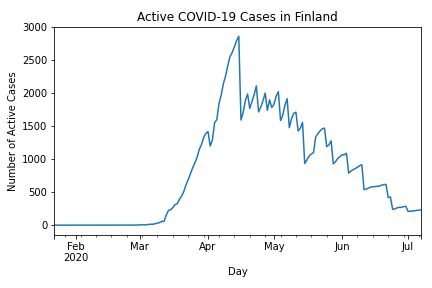 Active COVID-19 Cases in Finland
Number of Active Cases
3000
2500
2000
1500
1000
500
0
Feb
2020
Mar
Apr
May
Jun
Jul
Day